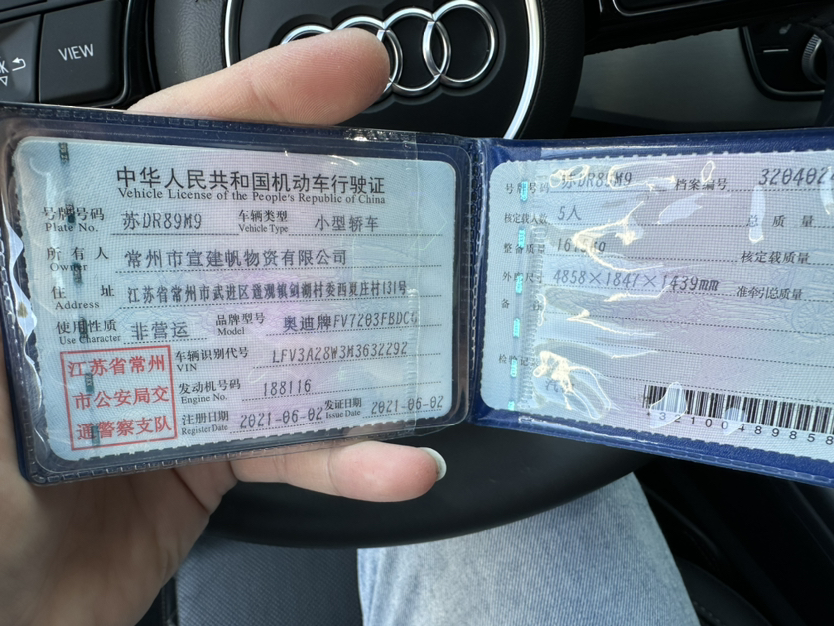 VIEW
中华人民共和国机动车行驶证
Vehicle License of the People's Republic of China
号牌号码 Plate No. 苏DR89M9 车辆类型 Vehicle Type 小型轿车
所有人 Owner 常州市宣建帆物资有限公司
住址 Address 江苏省常州市武进区遥观镇剑湖村委西夏庄村131号
使用性质 Use Character 非营运 品牌型号 Model 奥迪牌FV7203FBDC
江苏省常州
市公安局交
通警察支队
车辆识别代号 VIN LFV3A28W3M3632292
发动机号码 Engine No. 188116
注册日期 Register Date 2021-06-02 发证日期 Issue Date 2021-06-02
号牌号码 苏DR89M9 档案编号 320402
核定载人数 5人 总质量
整备质量 核定载质量
外廓尺寸 4858×1847×1439mm 准牵引总质量
备